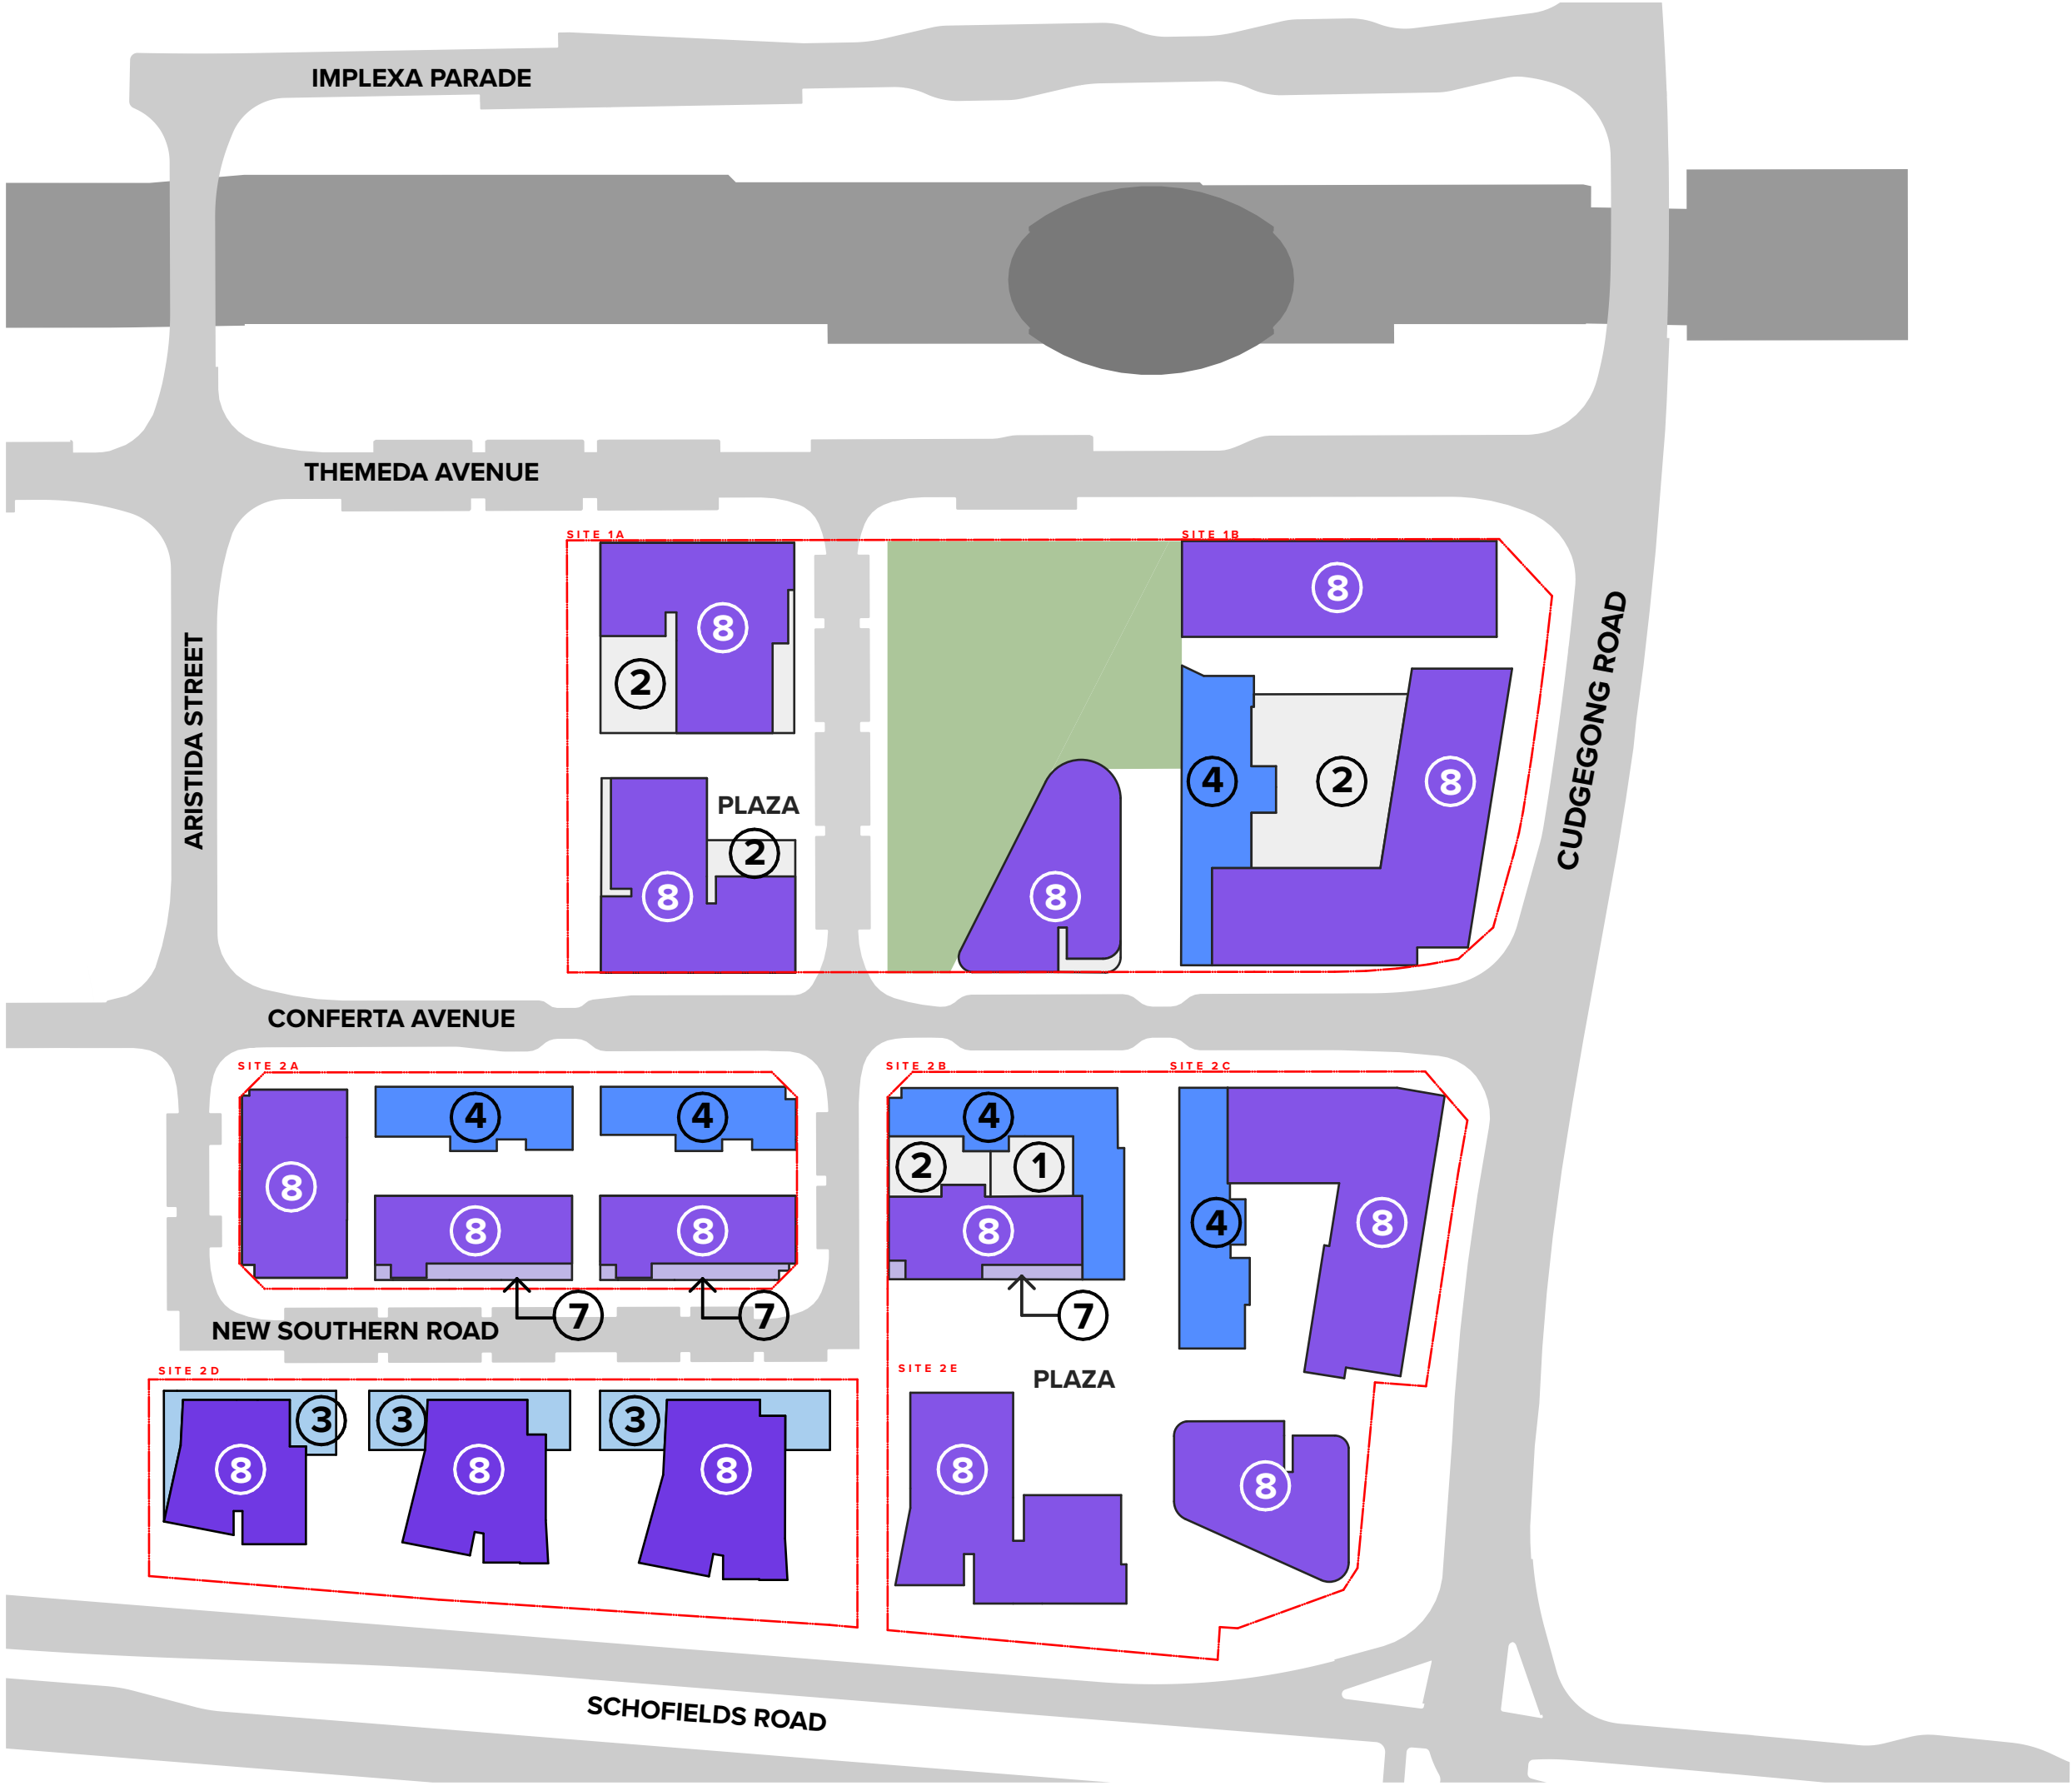 IMPLEXA PARADE
THEMEDA AVENUE
SITE 1A
SITE 1B
8
8
2
ARISTIDA STREET
CUDGEGONG ROAD
4
2
8
PLAZA
2
8
8
CONFERTA AVENUE
SITE 2A
SITE 2B
SITE 2C
4
4
4
2
1
8
8
8
8
4
8
7
7
7
NEW SOUTHERN ROAD
SITE 2D
SITE 2E
PLAZA
3
3
3
8
8
8
8
8
SCHOFIELDS ROAD